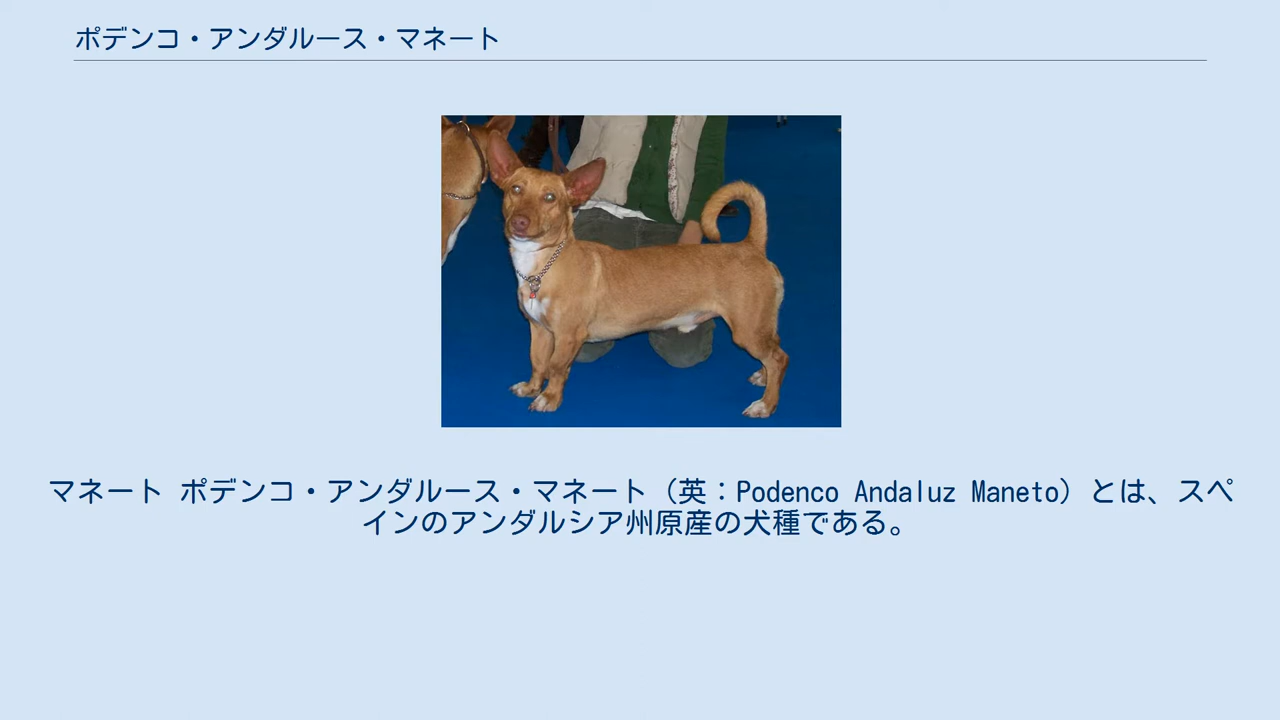 ポデンコ・アンダルース・マネート
マネート ポデンコ・アンダルース・マネート（英：Podenco Andaluz Maneto）とは、スペ
インのアンダルシア州原産の犬種である。